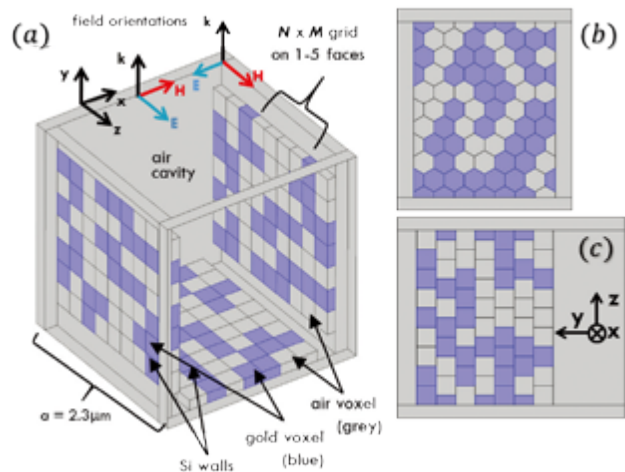 (a)
field orientations
k
k
y
x
z
H
E
E
H
N x M grid
on 1-5 faces
air
cavity
a = 2.3μm
Si walls
gold voxel
(blue)
air voxel
(grey)
(b)
(c)
z
y
x